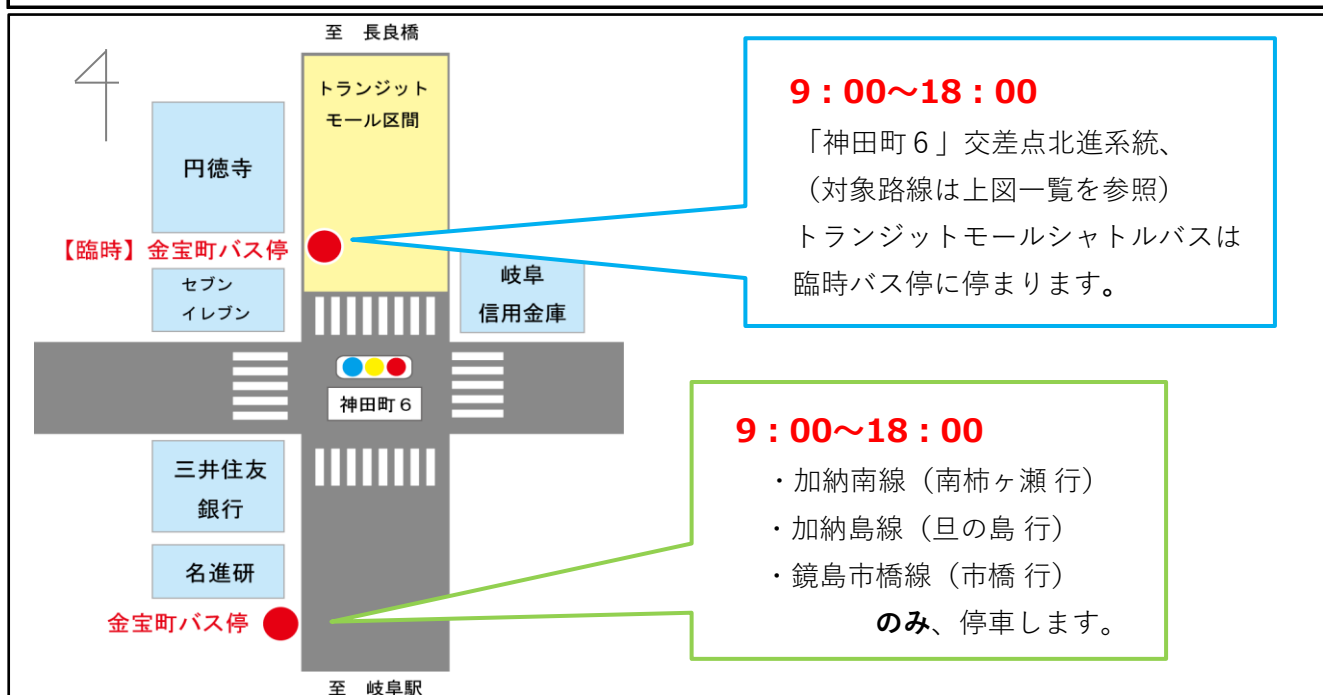 至 長良橋
トランジット
モール区間
円徳寺
【臨時】金宝町バス停
セブン
イレブン
岐阜
信用金庫
9：00～18：00
「神田町６」交差点北進系統、
（対象路線は上図一覧を参照）
トランジットモールシャトルバスは
臨時バス停に停まります。
神田町６
三井住友
銀行
名進研
金宝町バス停
至 岐阜駅
9：00～18：00
・加納南線（南柿ヶ瀬 行）
・加納島線（旦の島 行）
・鏡島市橋線（市橋 行）
のみ、停車します。